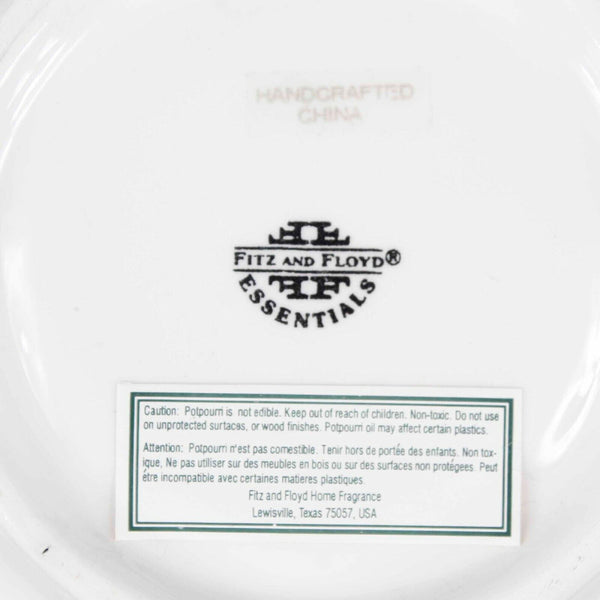 HANDCRAFTED
CHINA
FITZ AND FLOYD®
ESSENTIALS
Caution: Potpourri is not edible. Keep out of reach of children. Non-toxic. Do not use
on unprotected surfaces, or wood finishes. Potpourri oil may affect certain plastics.
Attention: Potpourri n'est pas comestible. Tenir hors de portée des enfants. Non tox-
ique, Ne pas utiliser sur des meubles en bois ou sur des surfaces non protégees. Peut
étre incompatible avec certaines matieres plastiques.
Fitz and Floyd Home Fragrance
Lewisville, Texas 75057, USA